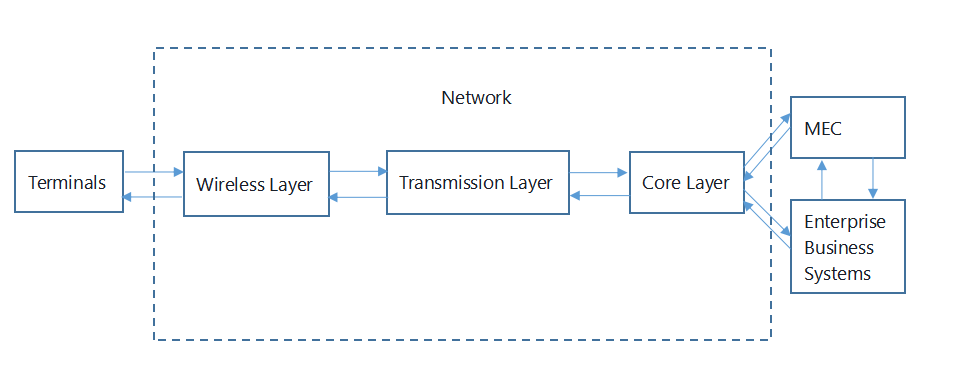 Network
Terminals
Wireless Layer
Transmission Layer
Core Layer
MEC
Enterprise
Business
Systems